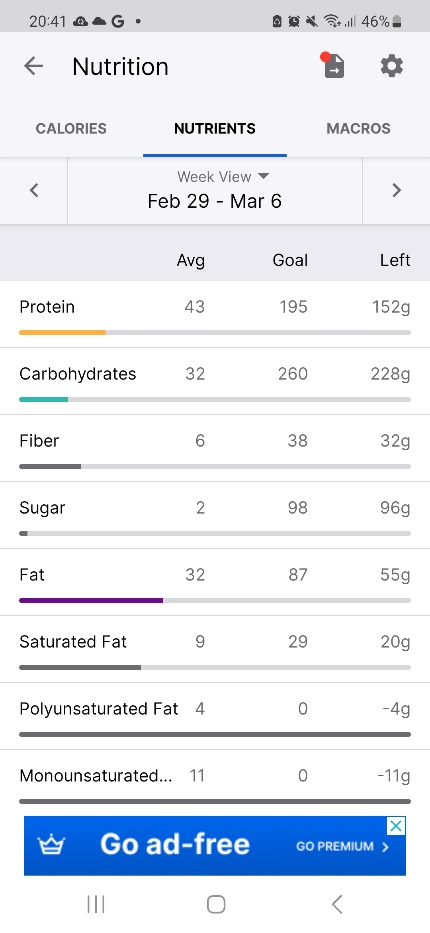 20:41 G • 46%
Nutrition
CALORIES NUTRIENTS MACROS
Week View
Feb 29 - Mar 6
Avg Goal Left
Protein 43 195 152g
Carbohydrates 32 260 228g
Fiber 6 38 32g
Sugar 2 98 96g
Fat 32 87 55g
Saturated Fat 9 29 20g
Polyunsaturated Fat 4 0 -4g
Monounsaturated... 11 0 -11g
Go ad-free GO PREMIUM